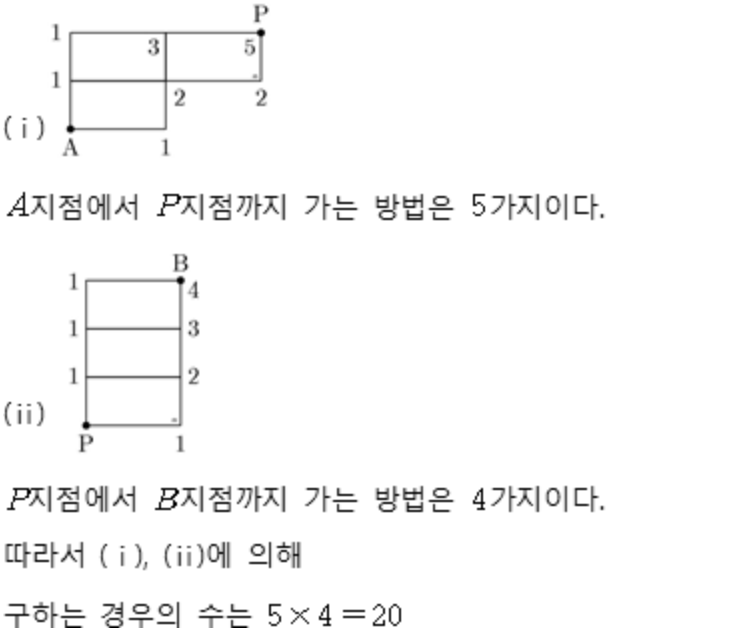 P
1 3 5
1 2 2
(ⅰ) A 1
A지점에서 P지점까지 가는 방법은 5가지이다.
B
1 4
1 3
1 2
(ⅱ) P 1
P지점에서 B지점까지 가는 방법은 4가지이다.
따라서 (ⅰ), (ⅱ)에 의해
구하는 경우의 수는 5×4=20